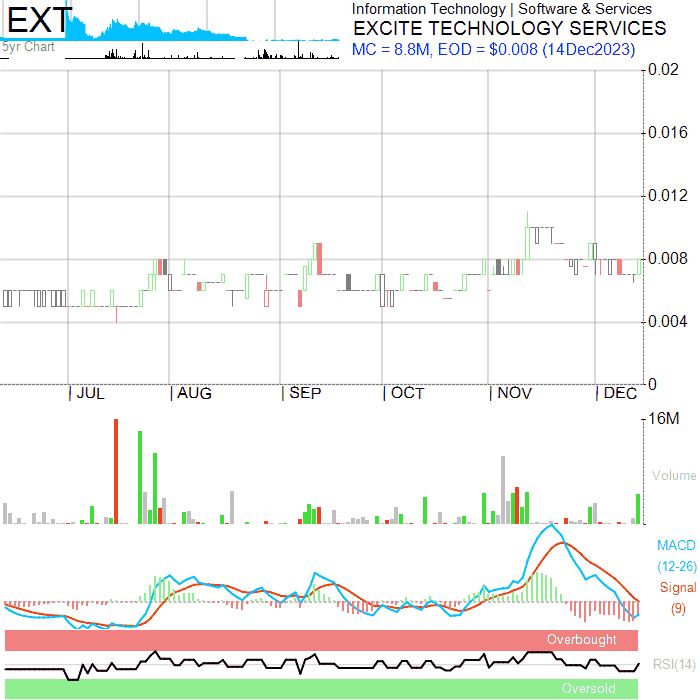 EXT
5yr Chart
Information Technology | Software & Services
EXCITE TECHNOLOGY SERVICES
MC = 8.8M, EOD = $0.008 (14Dec2023)
0.02
0.016
0.012
0.008
0.004
0
| JUL | AUG | SEP | OCT | NOV | DEC
16M
Volume
MACD
(12-26)
Signal
(9)
Overbought
RSI(14)
Oversold